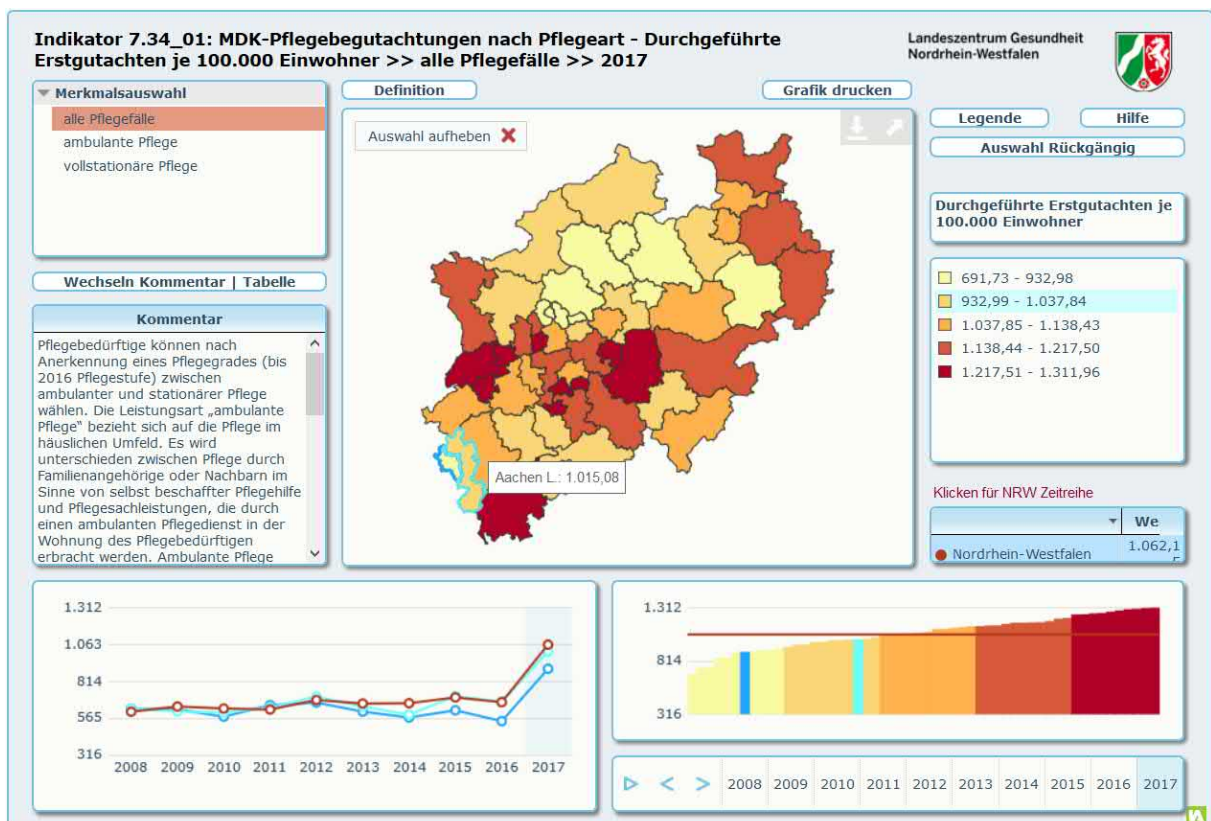 Indikator 7.34_01: MDK-Pflegebegutachtungen nach Pflegeart - Durchgeführte
Erstgutachten je 100.000 Einwohner >> alle Pflegefälle >> 2017
Landeszentrum Gesundheit
Nordrhein-Westfalen
Merkmalsauswahl
alle Pflegefälle
ambulante Pflege
vollstationäre Pflege
Definition
Grafik drucken
Auswahl aufheben
Legende
Hilfe
Auswahl Rückgängig
Durchgeführte Erstgutachten je
100.000 Einwohner
691,73 - 932,98
932,99 - 1.037,84
1.037,85 - 1.138,43
1.138,44 - 1.217,50
1.217,51 - 1.311,96
Wechseln Kommentar | Tabelle
Kommentar
Pflegebedürftige können nach
Anerkennung eines Pflegegrades (bis
2016 Pflegestufe) zwischen
ambulanter und stationärer Pflege
wählen. Die Leistungsart „ambulante
Pflege“ bezieht sich auf die Pflege im
häuslichen Umfeld. Es wird
unterschieden zwischen Pflege durch
Familienangehörige oder Nachbarn im
Sinne von selbst beschaffter Pflegehilfe
und Pflegesachleistungen, die durch
einen ambulanten Pflegedienst in der
Wohnung des Pflegebedürftigen
erbracht werden. Ambulante Pflege
Aachen L.: 1.015,08
Klicken für NRW Zeitreihe
We
Nordrhein-Westfalen 1.062,1
1.312
1.063
814
565
316
2008 2009 2010 2011 2012 2013 2014 2015 2016 2017
1.312
814
316
2008 2009 2010 2011 2012 2013 2014 2015 2016 2017